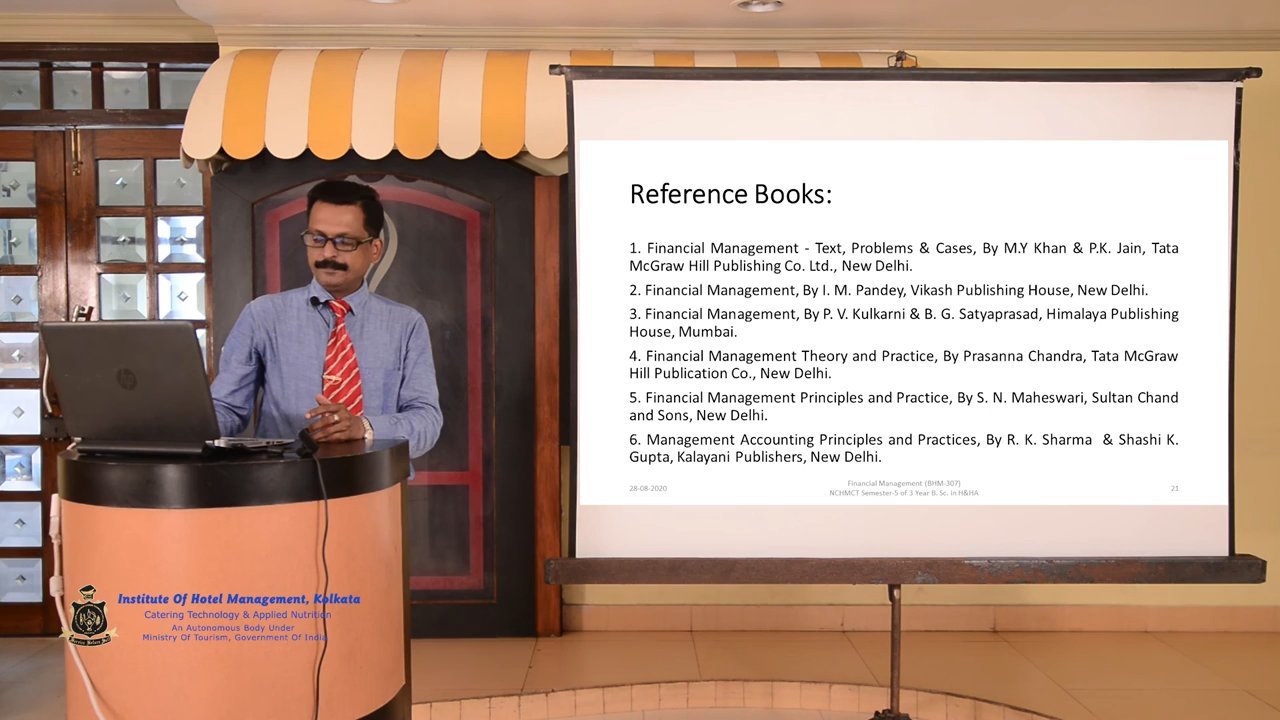 Reference Books:
1. Financial Management - Text, Problems & Cases, By M.Y Khan & P.K. Jain, Tata
McGraw Hill Publishing Co. Ltd., New Delhi.
2. Financial Management, By I. M. Pandey, Vikash Publishing House, New Delhi.
3. Financial Management, By P. V. Kulkarni & B. G. Satyaprasad, Himalaya Publishing
House, Mumbai.
4. Financial Management Theory and Practice, By Prasanna Chandra, Tata McGraw
Hill Publication Co., New Delhi.
5. Financial Management Principles and Practice, By S. N. Maheswari, Sultan Chand
and Sons, New Delhi.
6. Management Accounting Principles and Practices, By R. K. Sharma & Shashi K.
Gupta, Kalayani Publishers, New Delhi.
28-08-2020
Financial Management (BHM-307)
NCHMCT Semester-5 of 3 Year B. Sc. in H&HA
21
hp
Institute Of Hotel Management, Kolkata
Catering Technology & Applied Nutrition
An Autonomous Body Under
Ministry Of Tourism, Government Of India